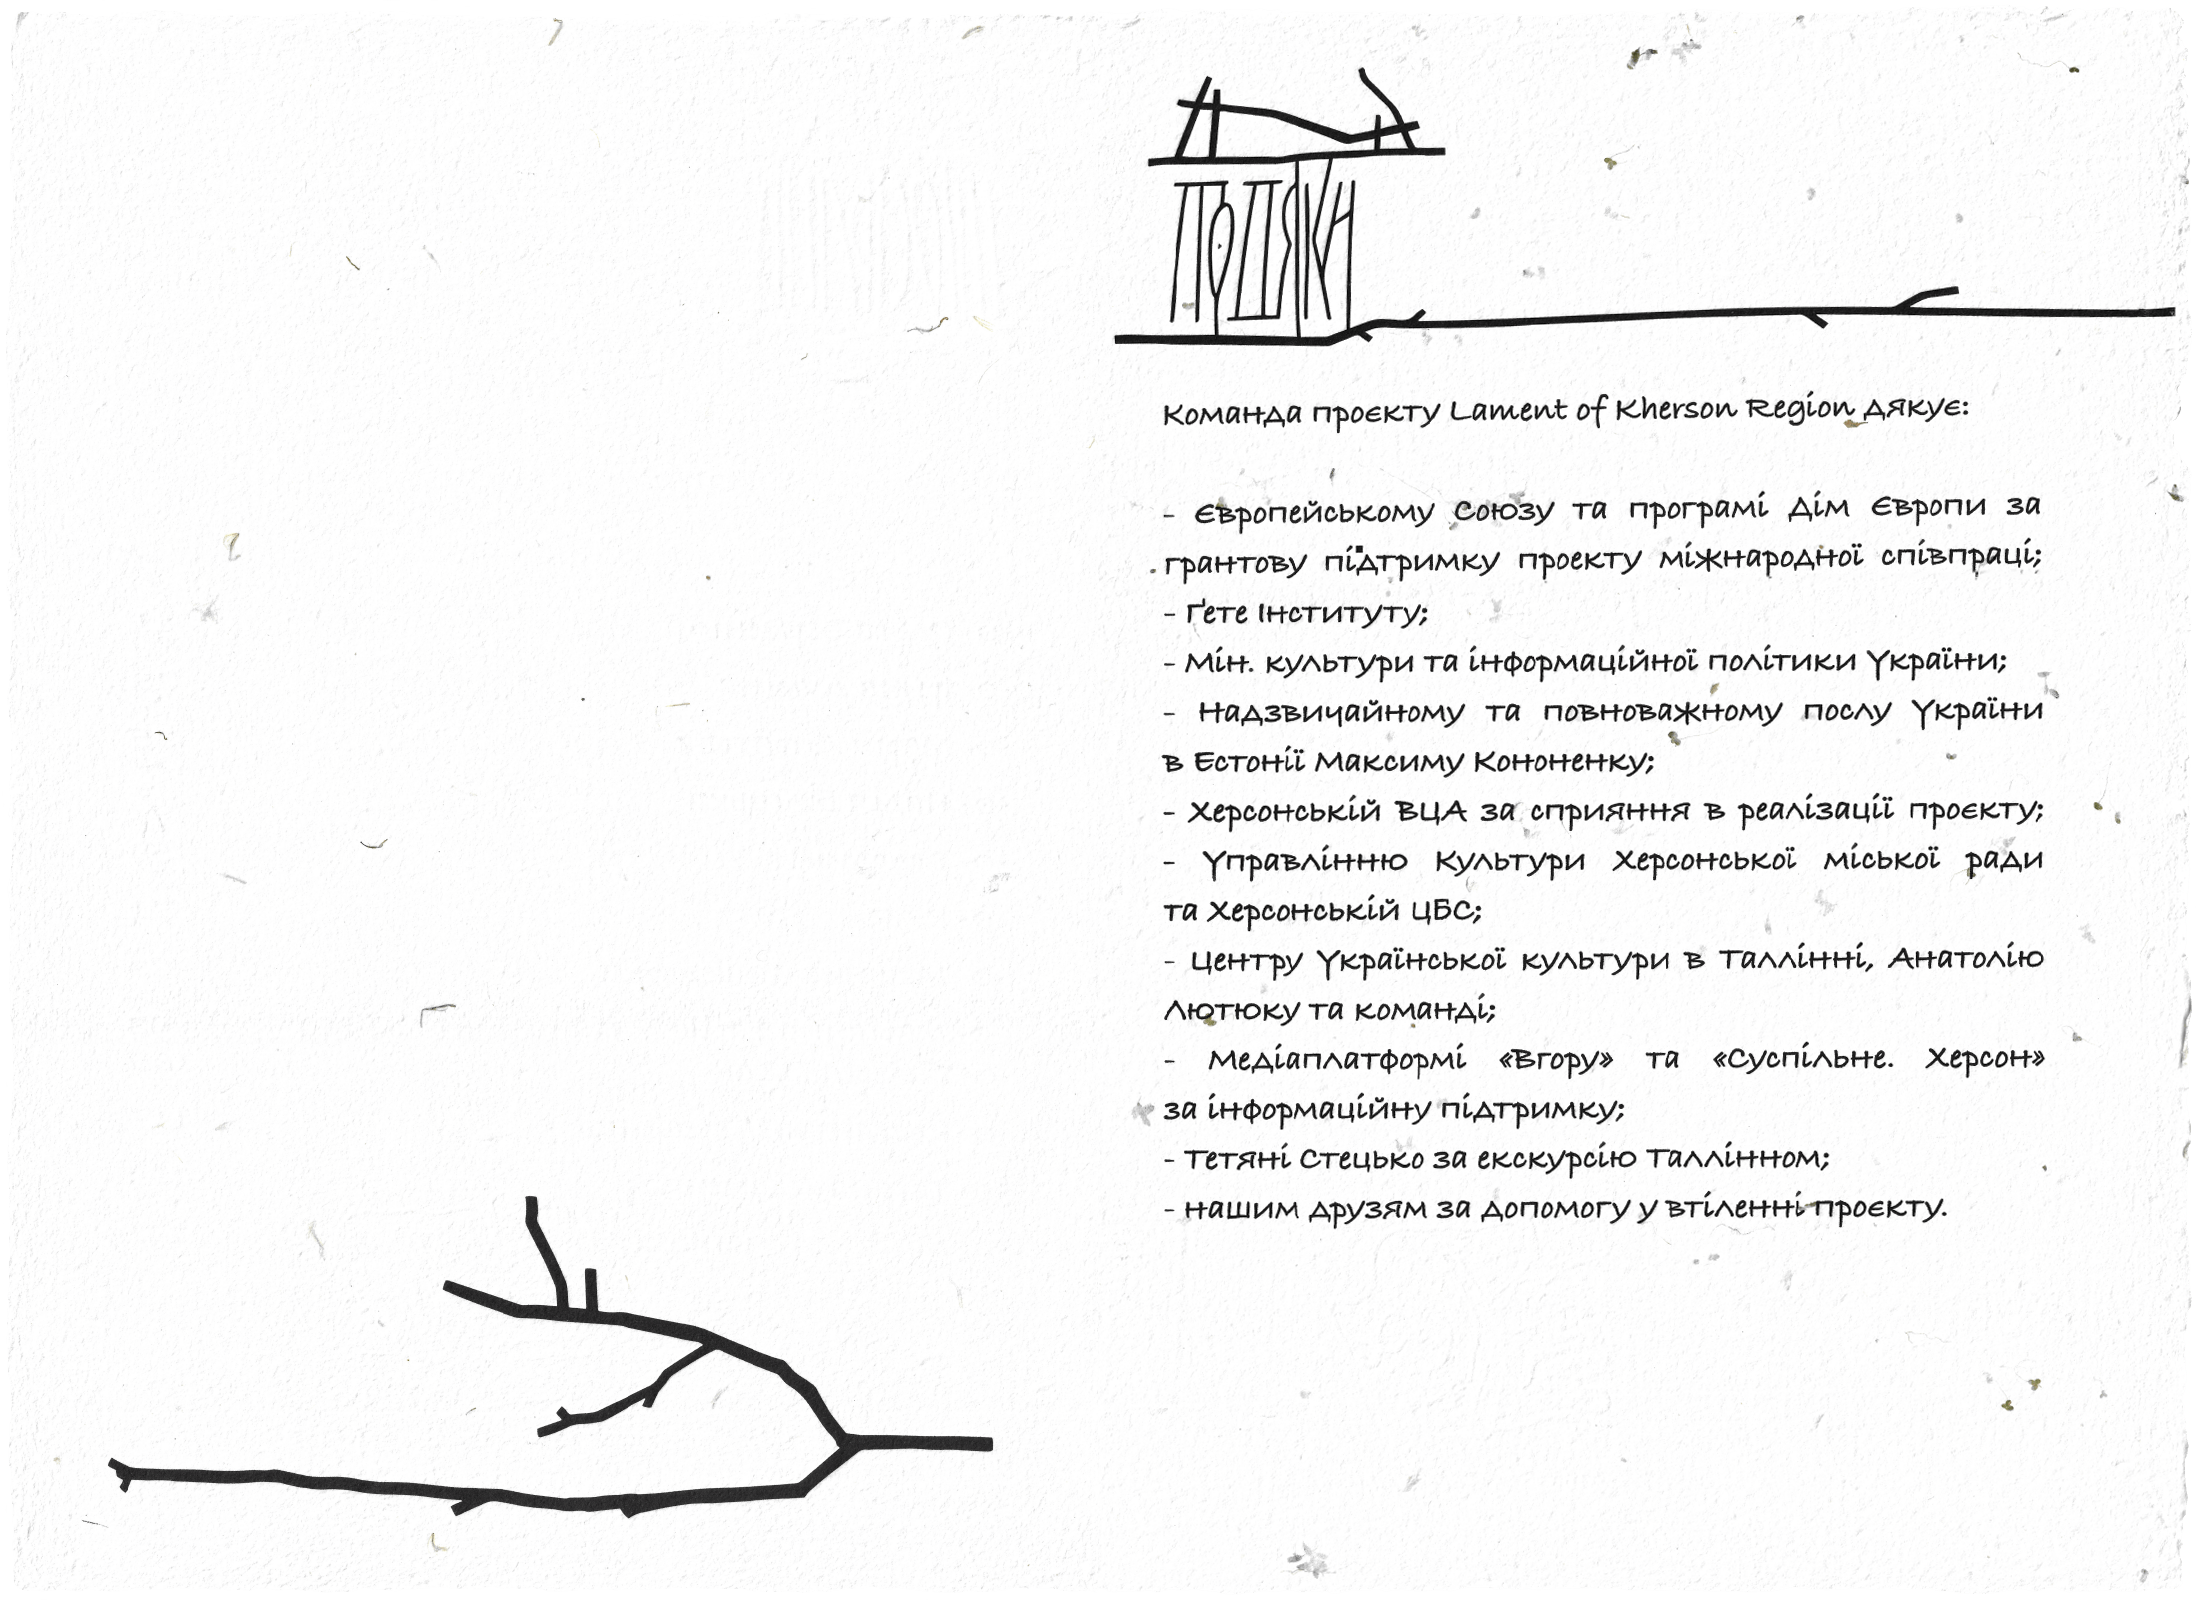 ПОДЯКИ
Команда проєкту Lament of Kherson Region дякує:
- Європейському Союзу та програмі Дім Європи за
грантову підтримку проекту міжнародної співпраці;
- Ґете Інституту;
- Мін. культури та інформаційної політики України;
- Надзвичайному та повноважному послу України
в Естонії Максиму Кононенку;
- Херсонській ВЦА за сприяння в реалізації проєкту;
- Управлінню Культури Херсонської міської ради
та Херсонській ЦБС;
- Центру Української культури в Таллінні, Анатолію
Лютюку та команді;
- Медіаплатформі «Вгору» та «Суспільне. Херсон»
за інформаційну підтримку;
- Тетяні Стецько за екскурсію Таллінном;
- нашим друзям за допомогу у втіленні проєкту.